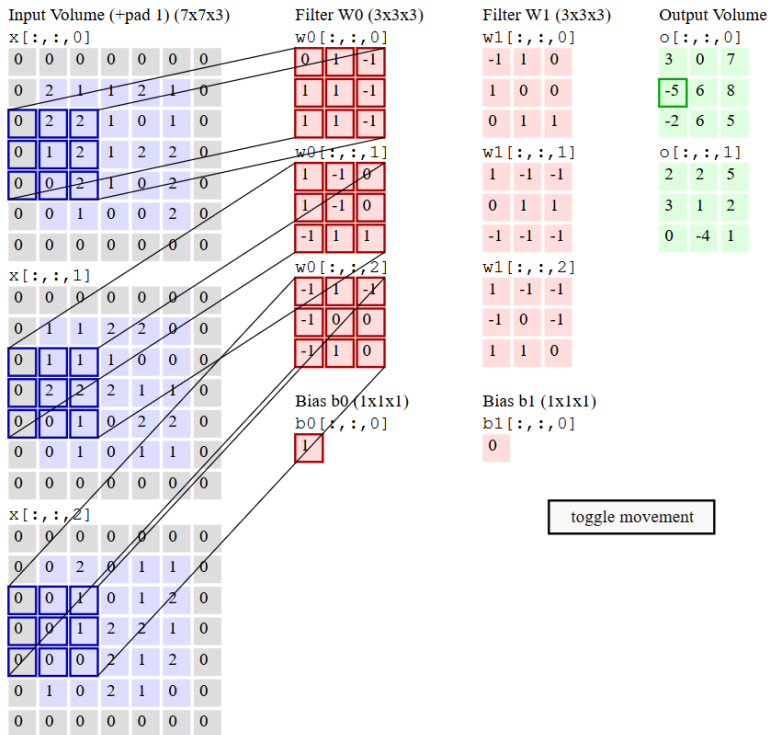 Input Volume (+pad 1) (7x7x3) Filter W0 (3x3x3) Filter W1 (3x3x3) Output Volume
x[:,:,0] w0[:,:,0] w1[:,:,0] o[:,:,0]
0 0 0 0 0 0 0 0 1 -1 -1 1 0 3 0 7
0 2 1 1 2 1 0 1 1 -1 1 0 0 -5 6 8
0 2 2 1 0 1 0 1 1 -1 0 1 1 -2 6 5
0 1 2 1 2 2 0 w0[:,:,1] w1[:,:,1] o[:,:,1]
0 0 2 1 0 2 0 1 -1 0 1 -1 -1 2 2 5
0 0 1 0 0 2 0 1 -1 0 0 1 1 3 1 2
0 0 0 0 0 0 0 -1 1 1 -1 -1 -1 0 -4 1
x[:,:,1] w0[:,:,2] w1[:,:,2]
0 0 0 0 0 0 0 -1 1 -1 1 -1 -1
0 1 1 2 2 0 0 -1 0 0 -1 0 -1
0 1 1 1 0 0 0 -1 1 0 1 1 0
0 2 2 2 1 1 0 Bias b0 (1x1x1) Bias b1 (1x1x1)
0 0 1 0 2 2 0 b0[:,:,0] b1[:,:,0]
0 0 1 0 1 1 0 1 0
0 0 0 0 0 0 0
x[:,:,2] toggle movement
0 0 0 0 0 0 0
0 0 2 0 1 1 0
0 0 1 0 1 2 0
0 0 1 2 2 1 0
0 0 0 2 1 2 0
0 1 0 2 1 0 0
0 0 0 0 0 0 0